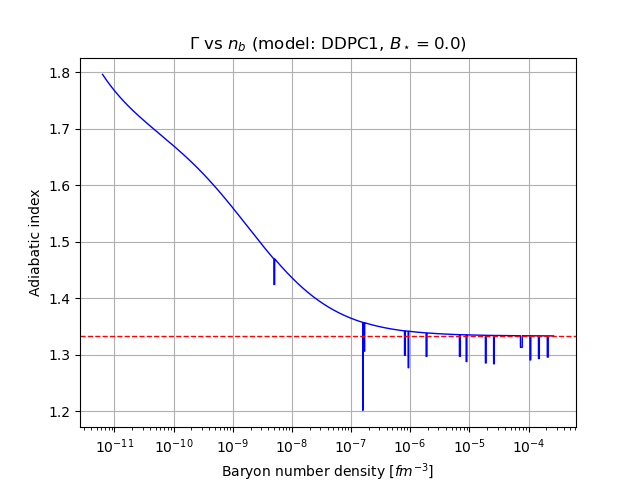 Γ vs n_b (model: DDPC1, B⋆ = 0.0)
Adiabatic index
1.8
1.7
1.6
1.5
1.4
1.3
1.2
10⁻¹¹ 10⁻¹⁰ 10⁻⁹ 10⁻⁸ 10⁻⁷ 10⁻⁶ 10⁻⁵ 10⁻⁴
Baryon number density [fm⁻³]